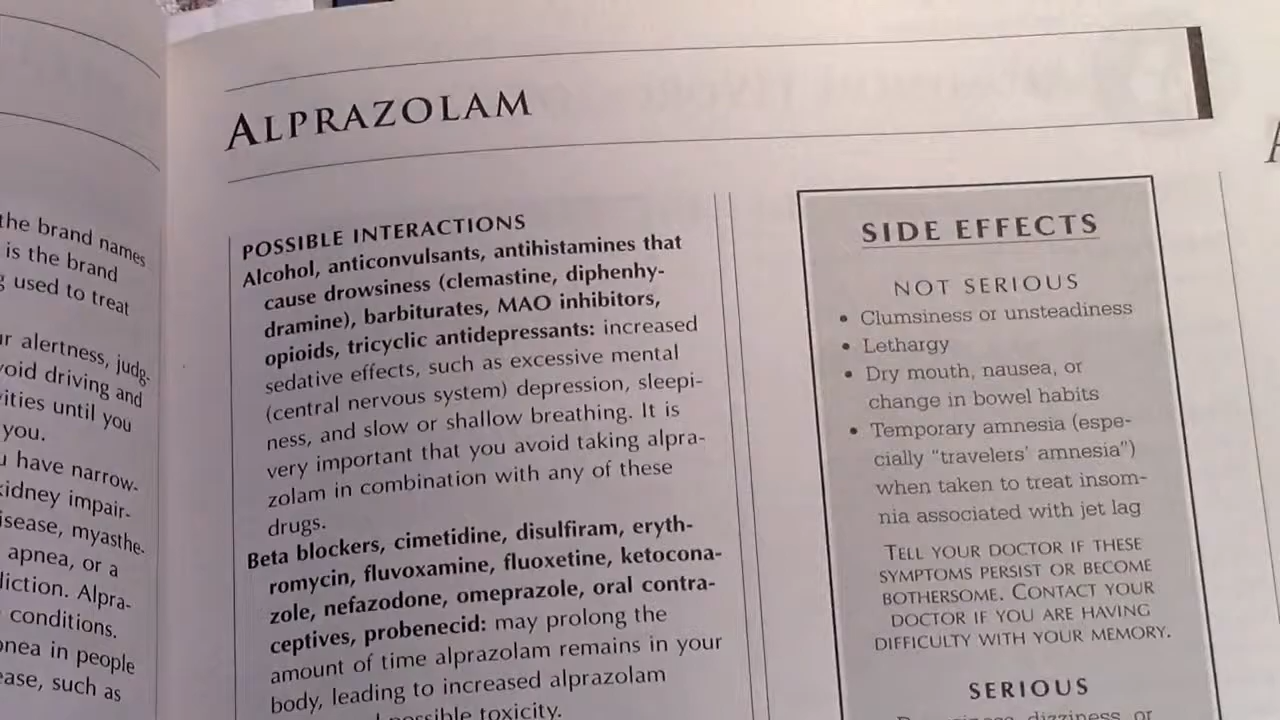 the brand names
is the brand
used to treat
alertness, judg-
driving and
until you
you.
have narrow-
impair-
myasthe-
apnea, or a
Alpra-
conditions.
in people
such as
ALPRAZOLAM
POSSIBLE INTERACTIONS
Alcohol, anticonvulsants, antihistamines that
cause drowsiness (clemastine, diphenhy-
dramine), barbiturates, MAO inhibitors,
opioids, tricyclic antidepressants: increased
sedative effects, such as excessive mental
(central nervous system) depression, sleepi-
ness, and slow or shallow breathing. It is
very important that you avoid taking alpra-
zolam in combination with any of these
drugs.
Beta blockers, cimetidine, disulfiram, eryth-
romycin, fluvoxamine, fluoxetine, ketocona-
zole, nefazodone, omeprazole, oral contra-
ceptives, probenecid: may prolong the
amount of time alprazolam remains in your
body, leading to increased alprazolam
possible toxicity.
SIDE EFFECTS
NOT SERIOUS
• Clumsiness or unsteadiness
• Lethargy
• Dry mouth, nausea, or
change in bowel habits
• Temporary amnesia (espe-
cially "travelers' amnesia")
when taken to treat insom-
nia associated with jet lag
TELL YOUR DOCTOR IF THESE
SYMPTOMS PERSIST OR BECOME
BOTHERSOME. CONTACT YOUR
DOCTOR IF YOU ARE HAVING
DIFFICULTY WITH YOUR MEMORY.
SERIOUS
dizziness, or